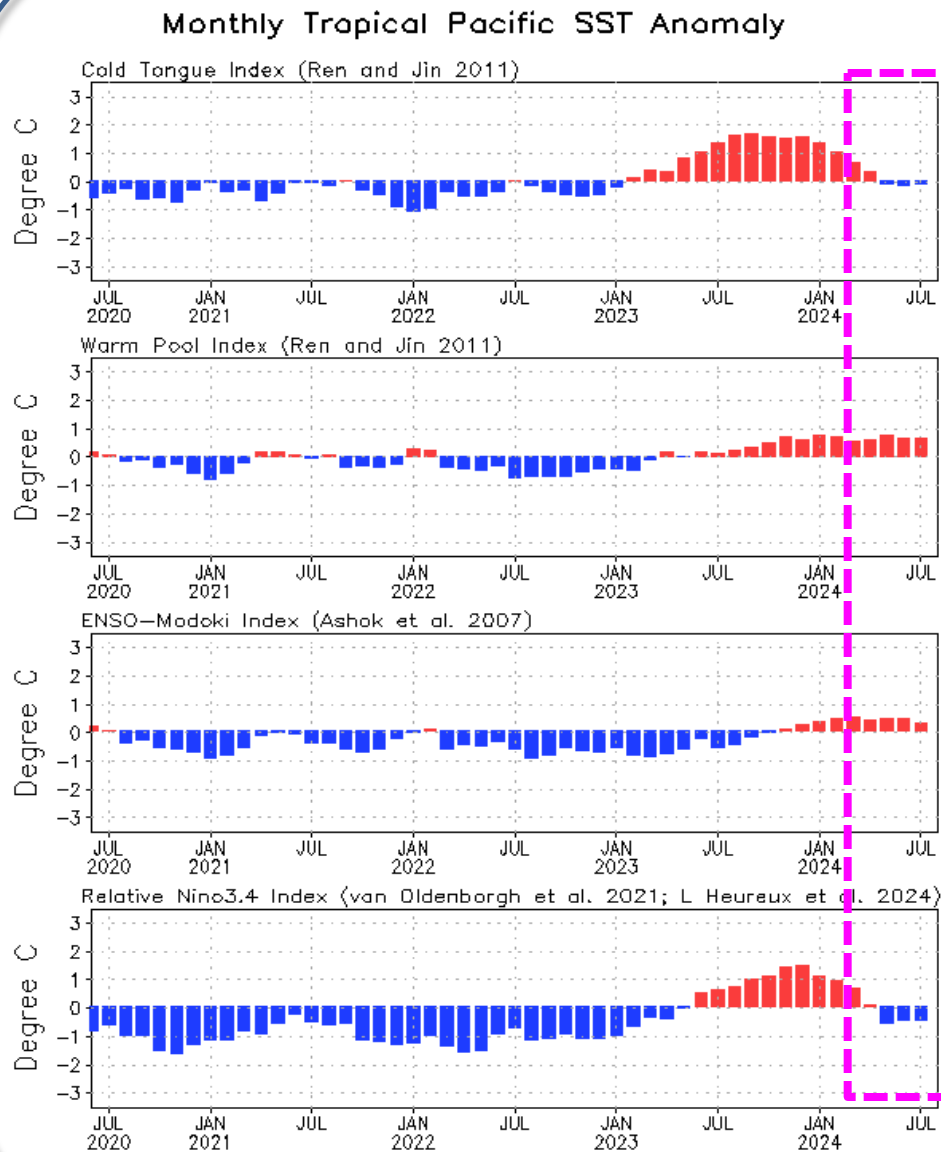 Monthly Trapical Pacific SST Anamaly
Cold Tongue Index (Ren and Jin 2011)
Degree C
3
2
1
0
−1
−2
−3
JUL JAN JUL JAN JUL JAN JUL JAN JUL
2020 2021 2022 2023 2024
Warm Pool Index (Ren and Jin 2011)
Degree C
3
2
1
0
−1
−2
−3
JUL JAN JUL JAN JUL JAN JUL JAN JUL
2020 2021 2022 2023 2024
ENSO−Modoki Index (Ashok et al. 2007)
Degree C
3
2
1
0
−1
−2
−3
JUL JAN JUL JAN JUL JAN JUL JAN JUL
2020 2021 2022 2023 2024
Relative Nino3.4 Index (van Oldenborgh et al. 2021; L Heureux et al. 2024)
Degree C
3
2
1
0
−1
−2
−3
JUL JAN JUL JAN JUL JAN JUL JAN JUL
2020 2021 2022 2023 2024